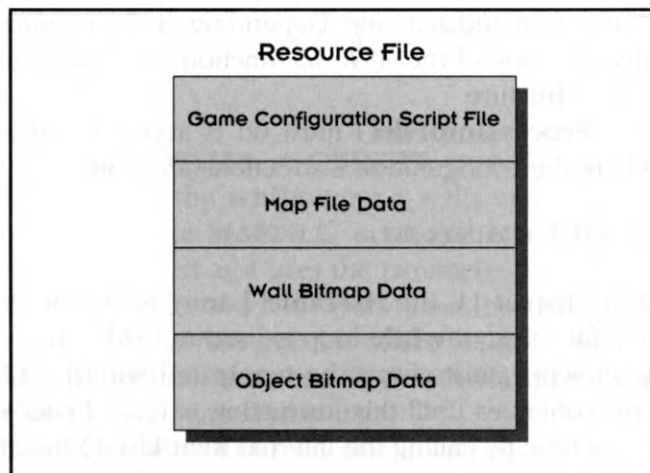 Resource File
Game Configuration Script File
Map File Data
Wall Bitmap Data
Object Bitmap Data